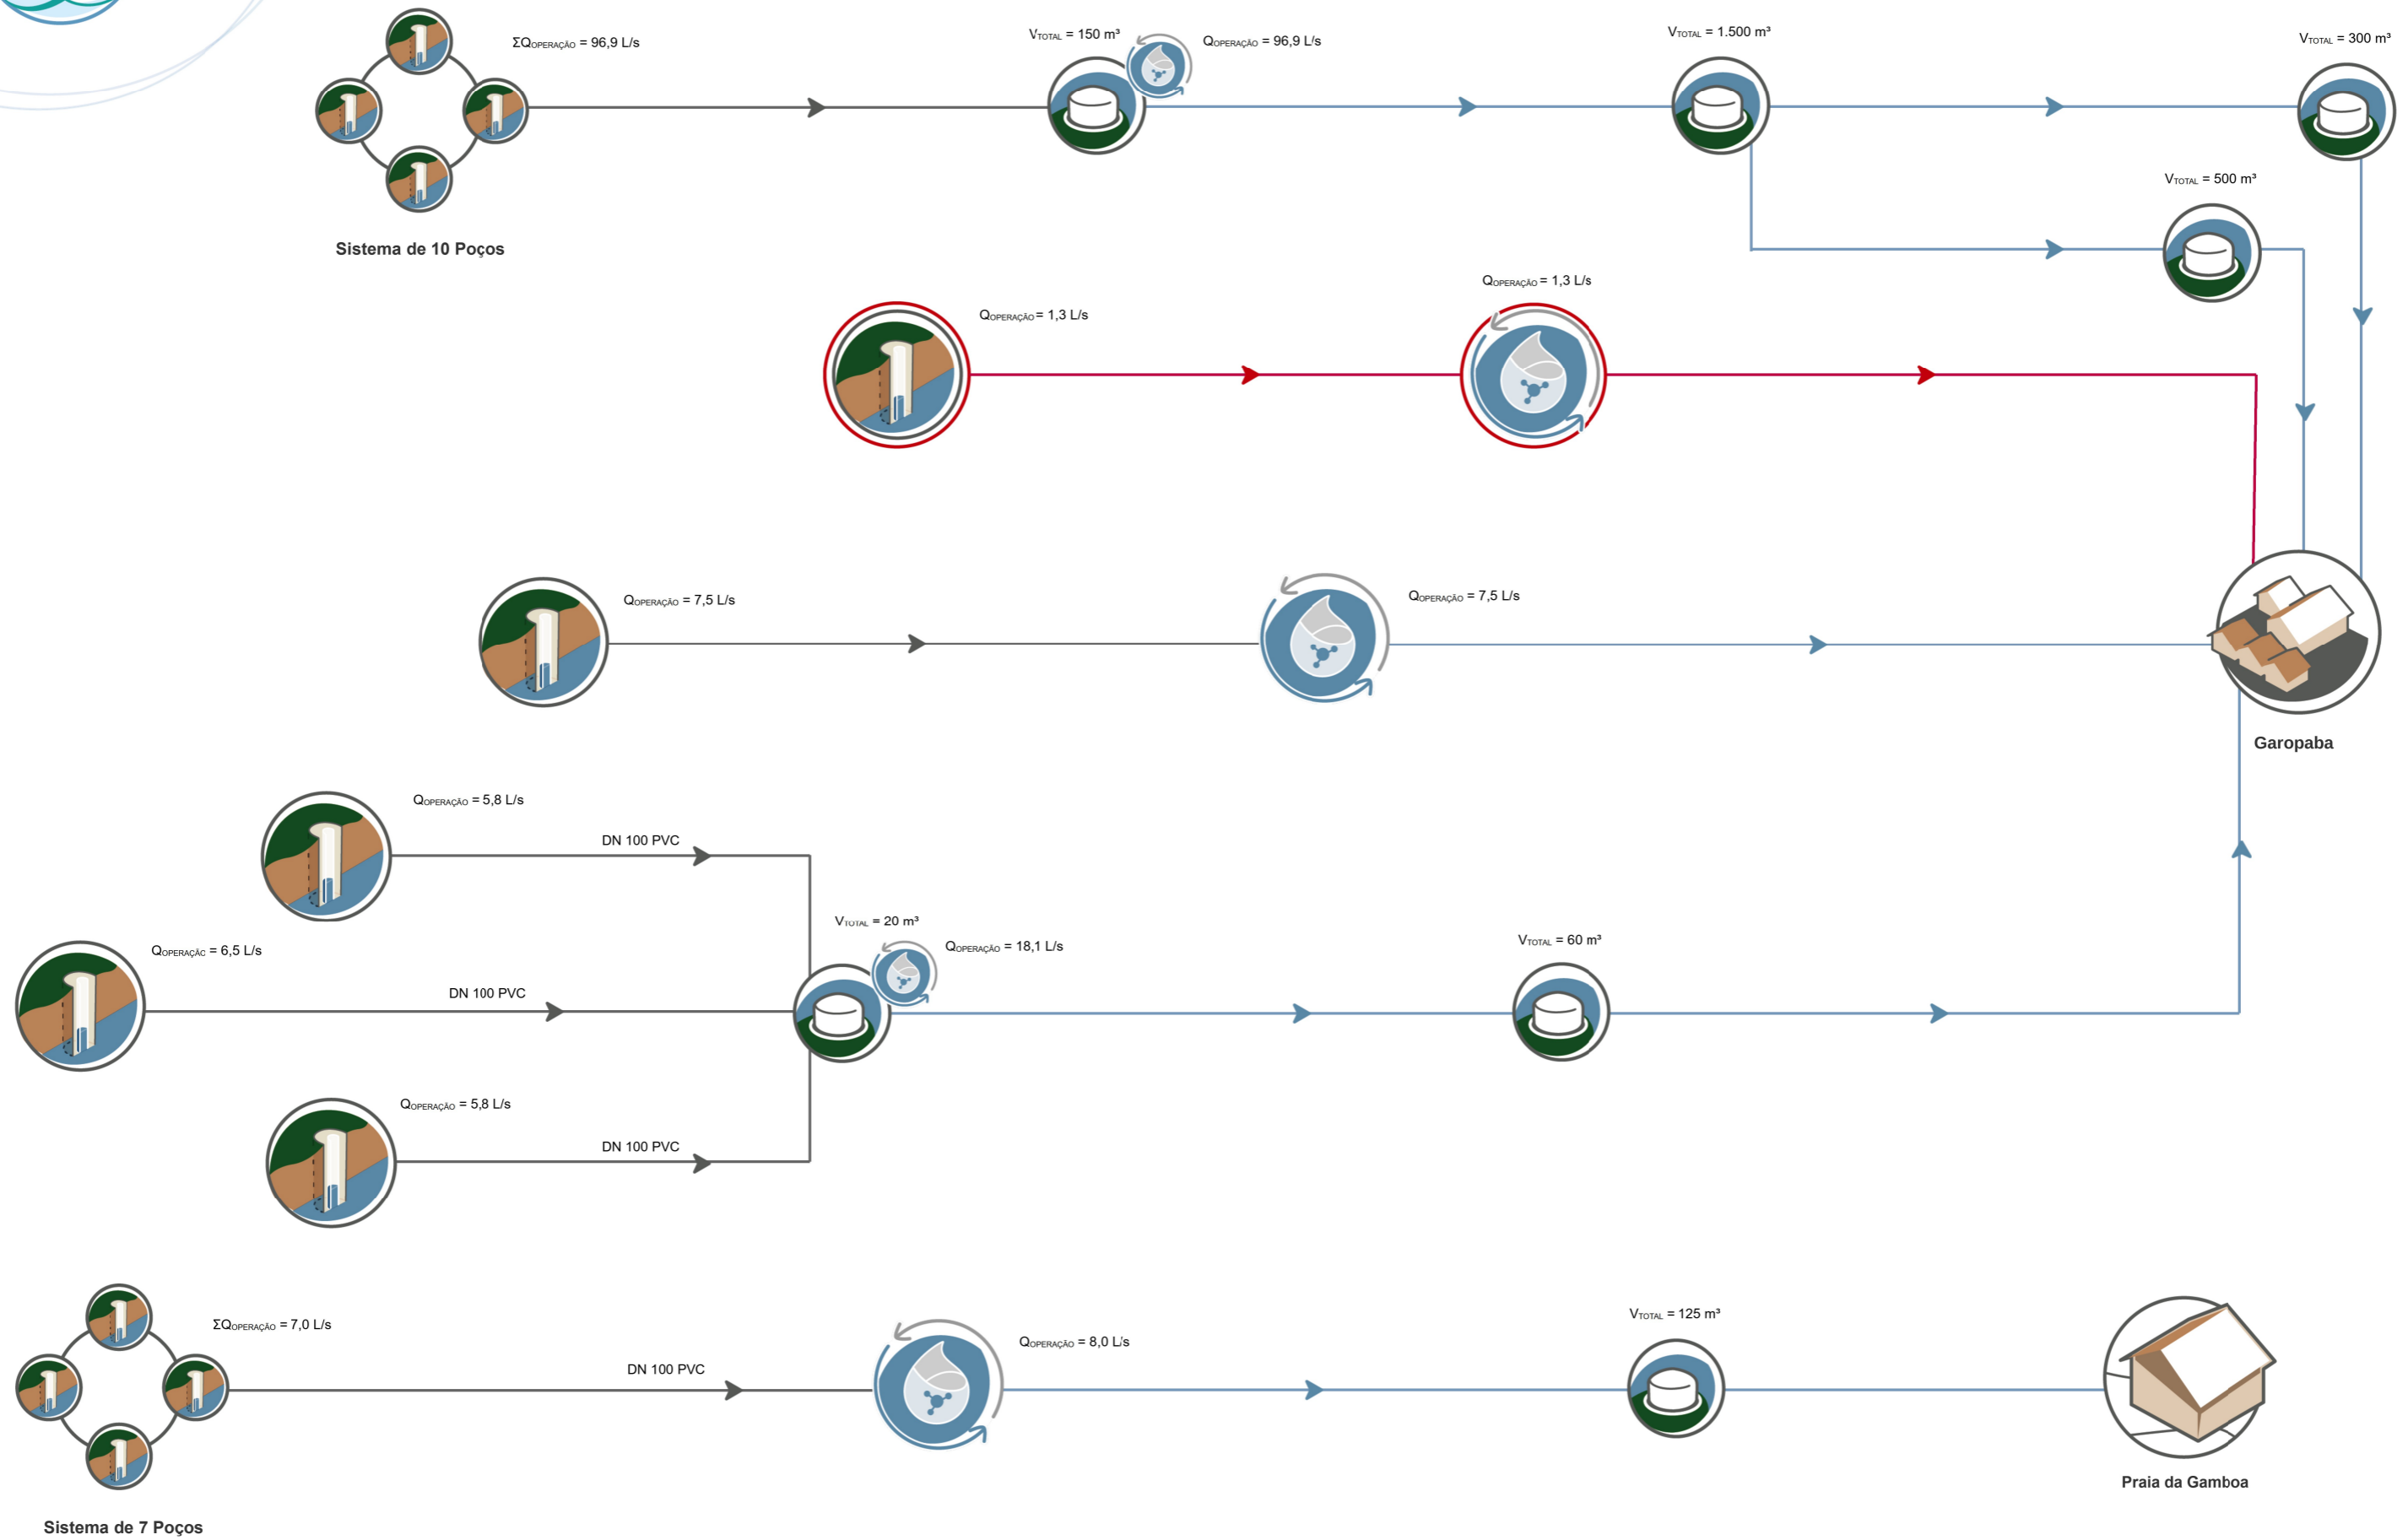 ΣQOPERAÇÃO = 96,9 L/s
VTOTAL = 150 m³
QOPERAÇÃO = 96,9 L/s
VTOTAL = 1.500 m³
VTOTAL = 300 m³
VTOTAL = 500 m³
Sistema de 10 Poços
QOPERAÇÃO = 1,3 L/s
QOPERAÇÃO = 1,3 L/s
QOPERAÇÃO = 7,5 L/s
QOPERAÇÃO = 7,5 L/s
Garopaba
QOPERAÇÃO = 5,8 L/s
DN 100 PVC
QOPERAÇÃO = 6,5 L/s
DN 100 PVC
VTOTAL = 20 m³
QOPERAÇÃO = 18,1 L/s
VTOTAL = 60 m³
QOPERAÇÃO = 5,8 L/s
DN 100 PVC
ΣQOPERAÇÃO = 7,0 L/s
DN 100 PVC
QOPERAÇÃO = 8,0 L/s
VTOTAL = 125 m³
Praia da Gamboa
Sistema de 7 Poços